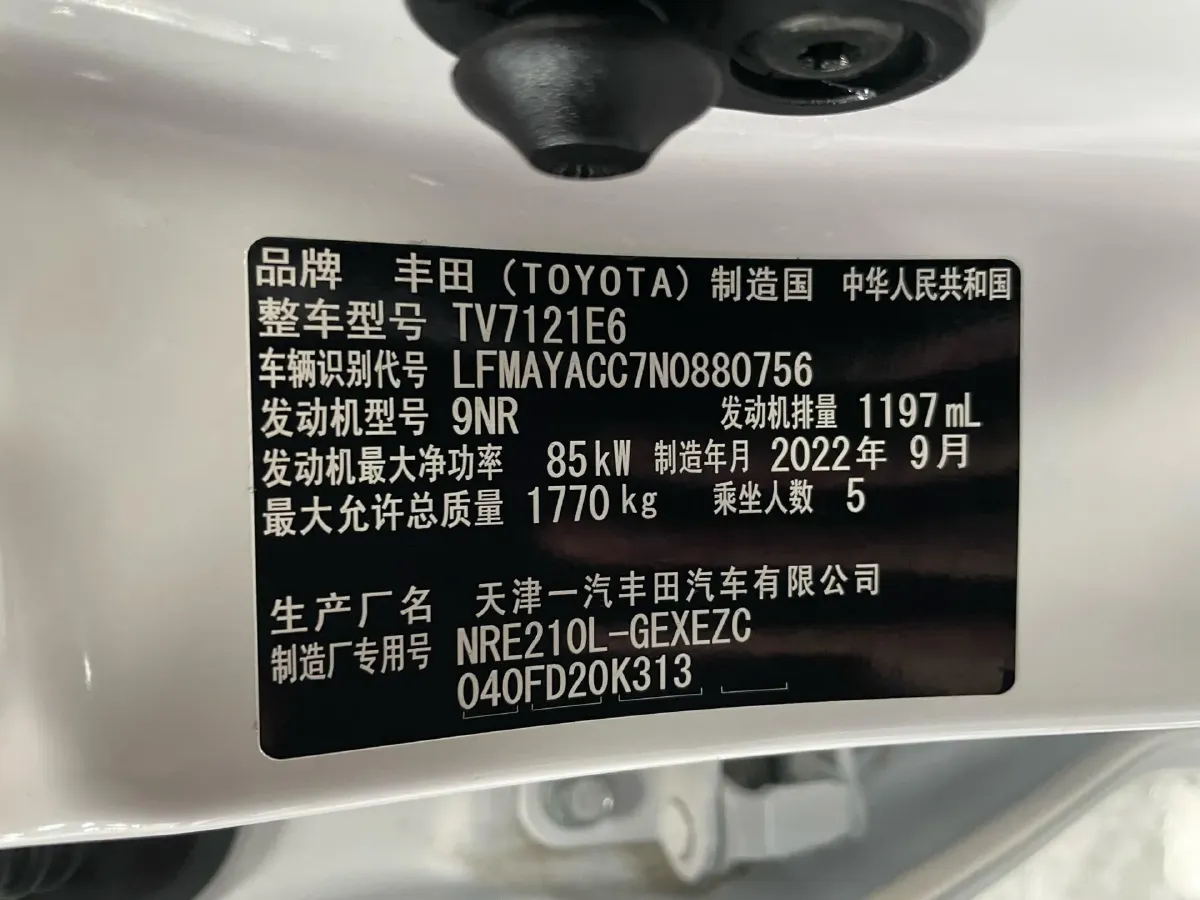 品牌 丰田（TOYOTA）制造国 中华人民共和国
整车型号 TV7121E6
车辆识别代号 LFMAYACC7N0880756
发动机型号 9NR 发动机排量 1197mL
发动机最大净功率 85kW 制造年月 2022年 9月
最大允许总质量 1770kg 乘坐人数 5
生产厂名 天津一汽丰田汽车有限公司
制造厂专用号 NRE210L-GEXEZC
040FD20K313